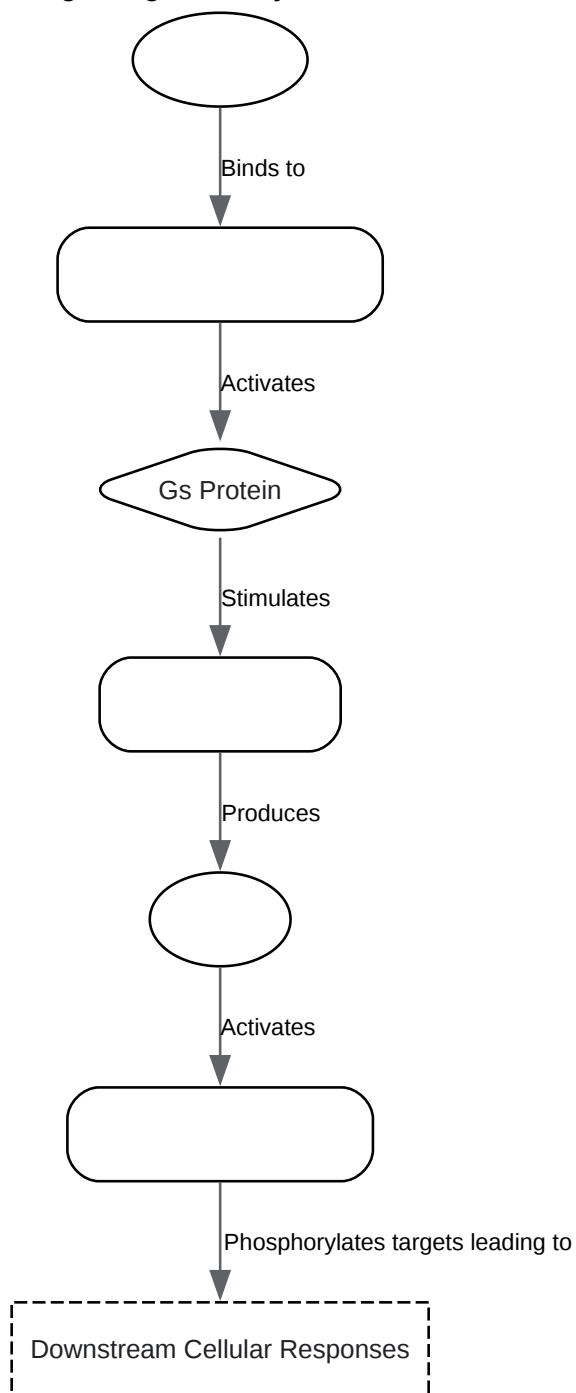 Binds to
Activates
Gs Protein
Stimulates
Produces
Activates
Phosphorylates targets leading to
Downstream Cellular Responses